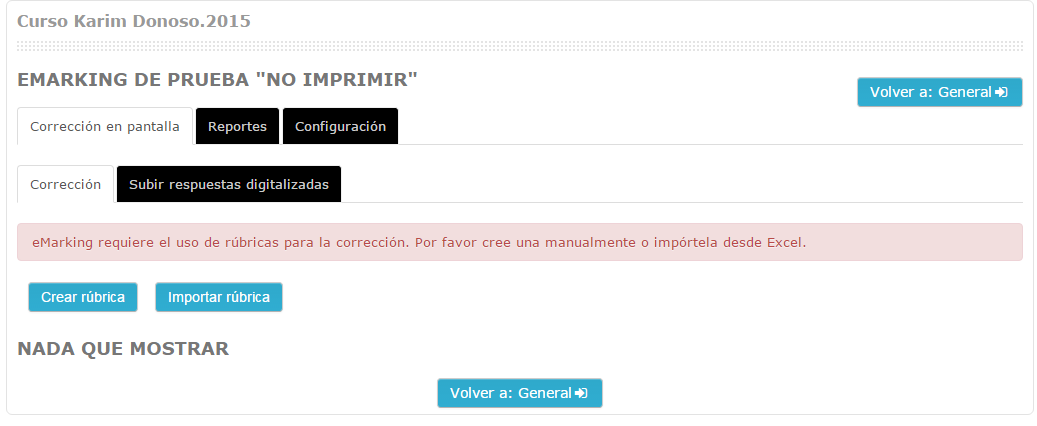 Curso Karim Donoso.2015
EMARKING DE PRUEBA "NO IMPRIMIR"
Volver a: General
Corrección en pantalla
Reportes
Configuración
Corrección
Subir respuestas digitalizadas
eMarking requiere el uso de rúbricas para la corrección. Por favor cree una manualmente o impórtela desde Excel.
Crear rúbrica
Importar rúbrica
NADA QUE MOSTRAR
Volver a: General